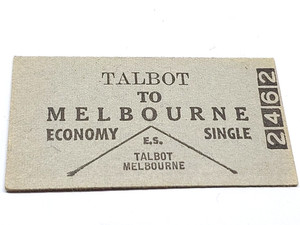 TALBOT
TO
MELBOURNE
ECONOMY SINGLE
E.S.
TALBOT
MELBOURNE
2462